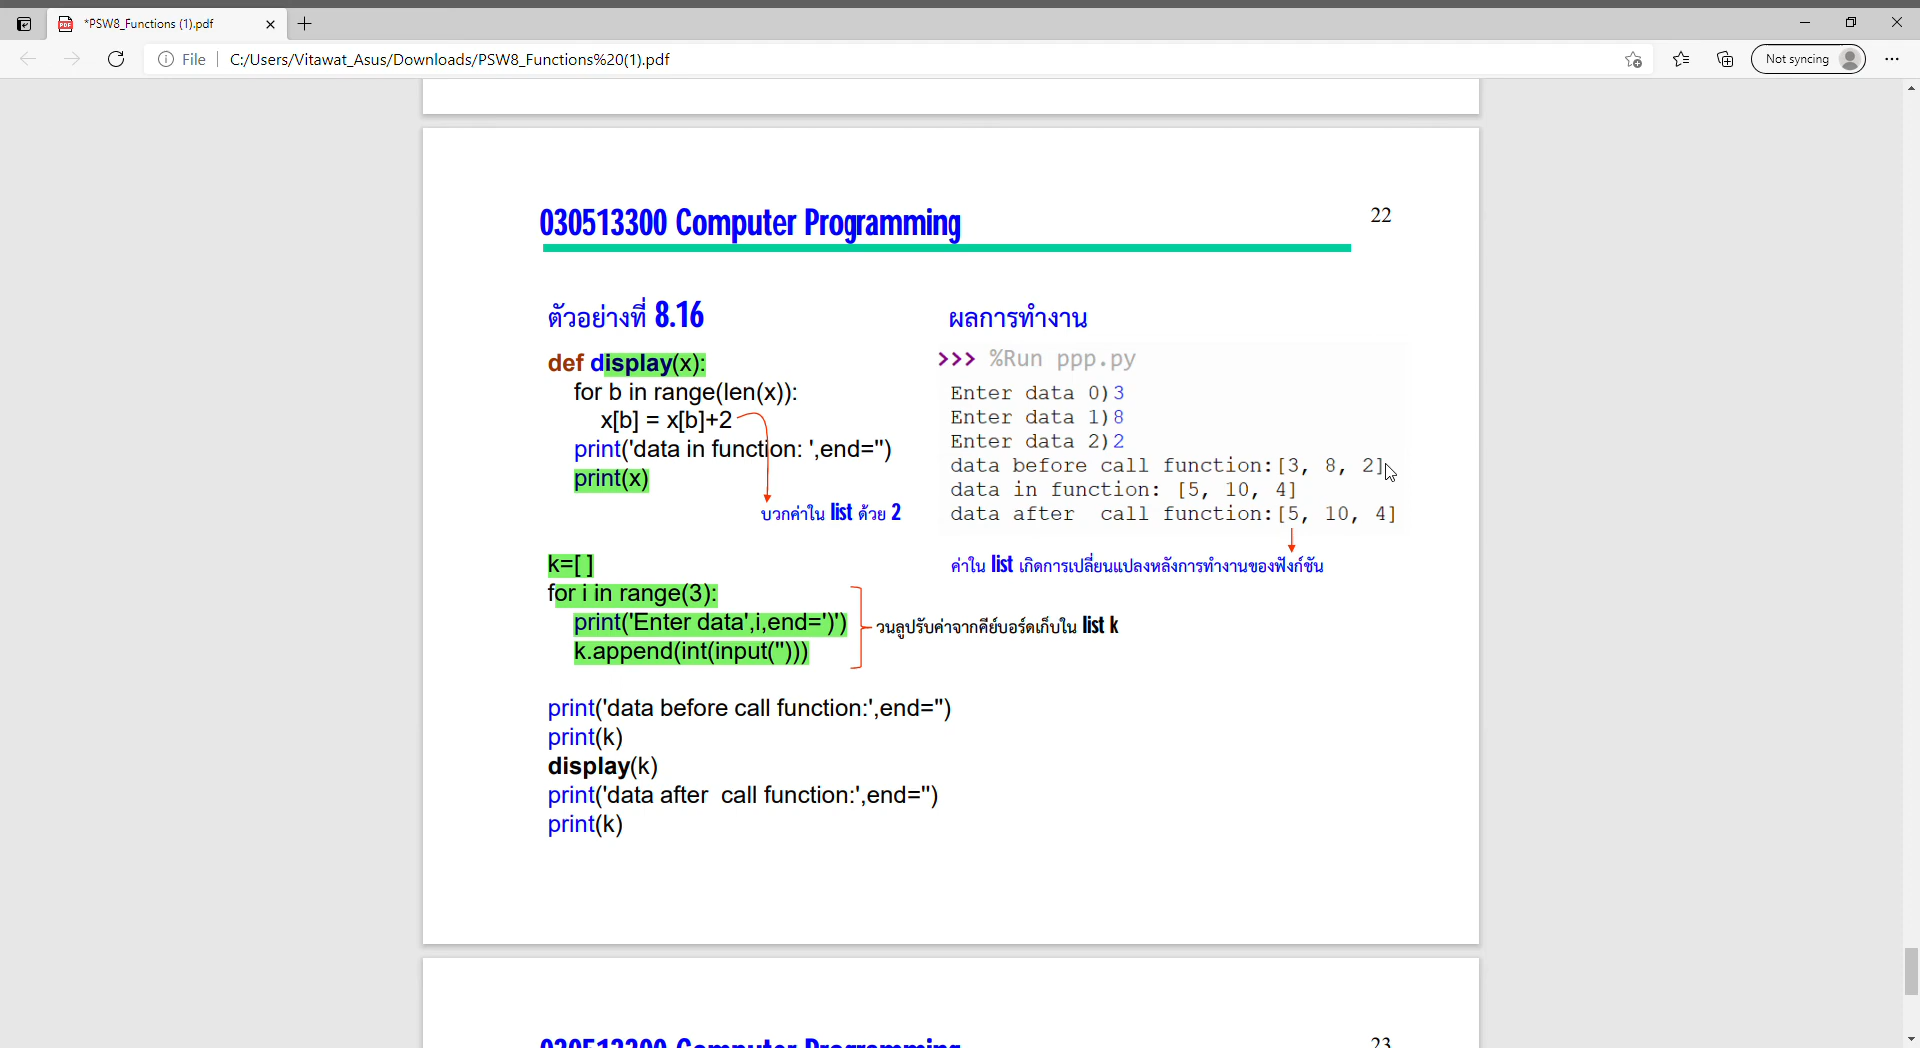 *PSW8_Functions (1).pdf
File
C:/Users/Vitawat_Asus/Downloads/PSW8_Functions%20(1).pdf
Not syncing
030513300 Computer Programming
22
ตัวอย่างที่ 8.16
def display(x):
for b in range(len(x)):
x[b] = x[b]+2
print('data in function: ',end='')
print(x)
บวกค่าใน list ด้วย 2
k=[ ]
for i in range(3):
print('Enter data',i,end=')')
k.append(int(input('')))
วนลูปรับค่าจากคีย์บอร์ดเก็บใน list k
print('data before call function:',end='')
print(k)
display(k)
print('data after  call function:',end='')
print(k)
ผลการทำงาน
>>> %Run ppp.py
Enter data 0)3
Enter data 1)8
Enter data 2)2
data before call function:[3, 8, 2]
data in function: [5, 10, 4]
data after  call function:[5, 10, 4]
ค่าใน list เกิดการเปลี่ยนแปลงหลังการทำงานของฟังก์ชัน
030513300 Computer Programming
23